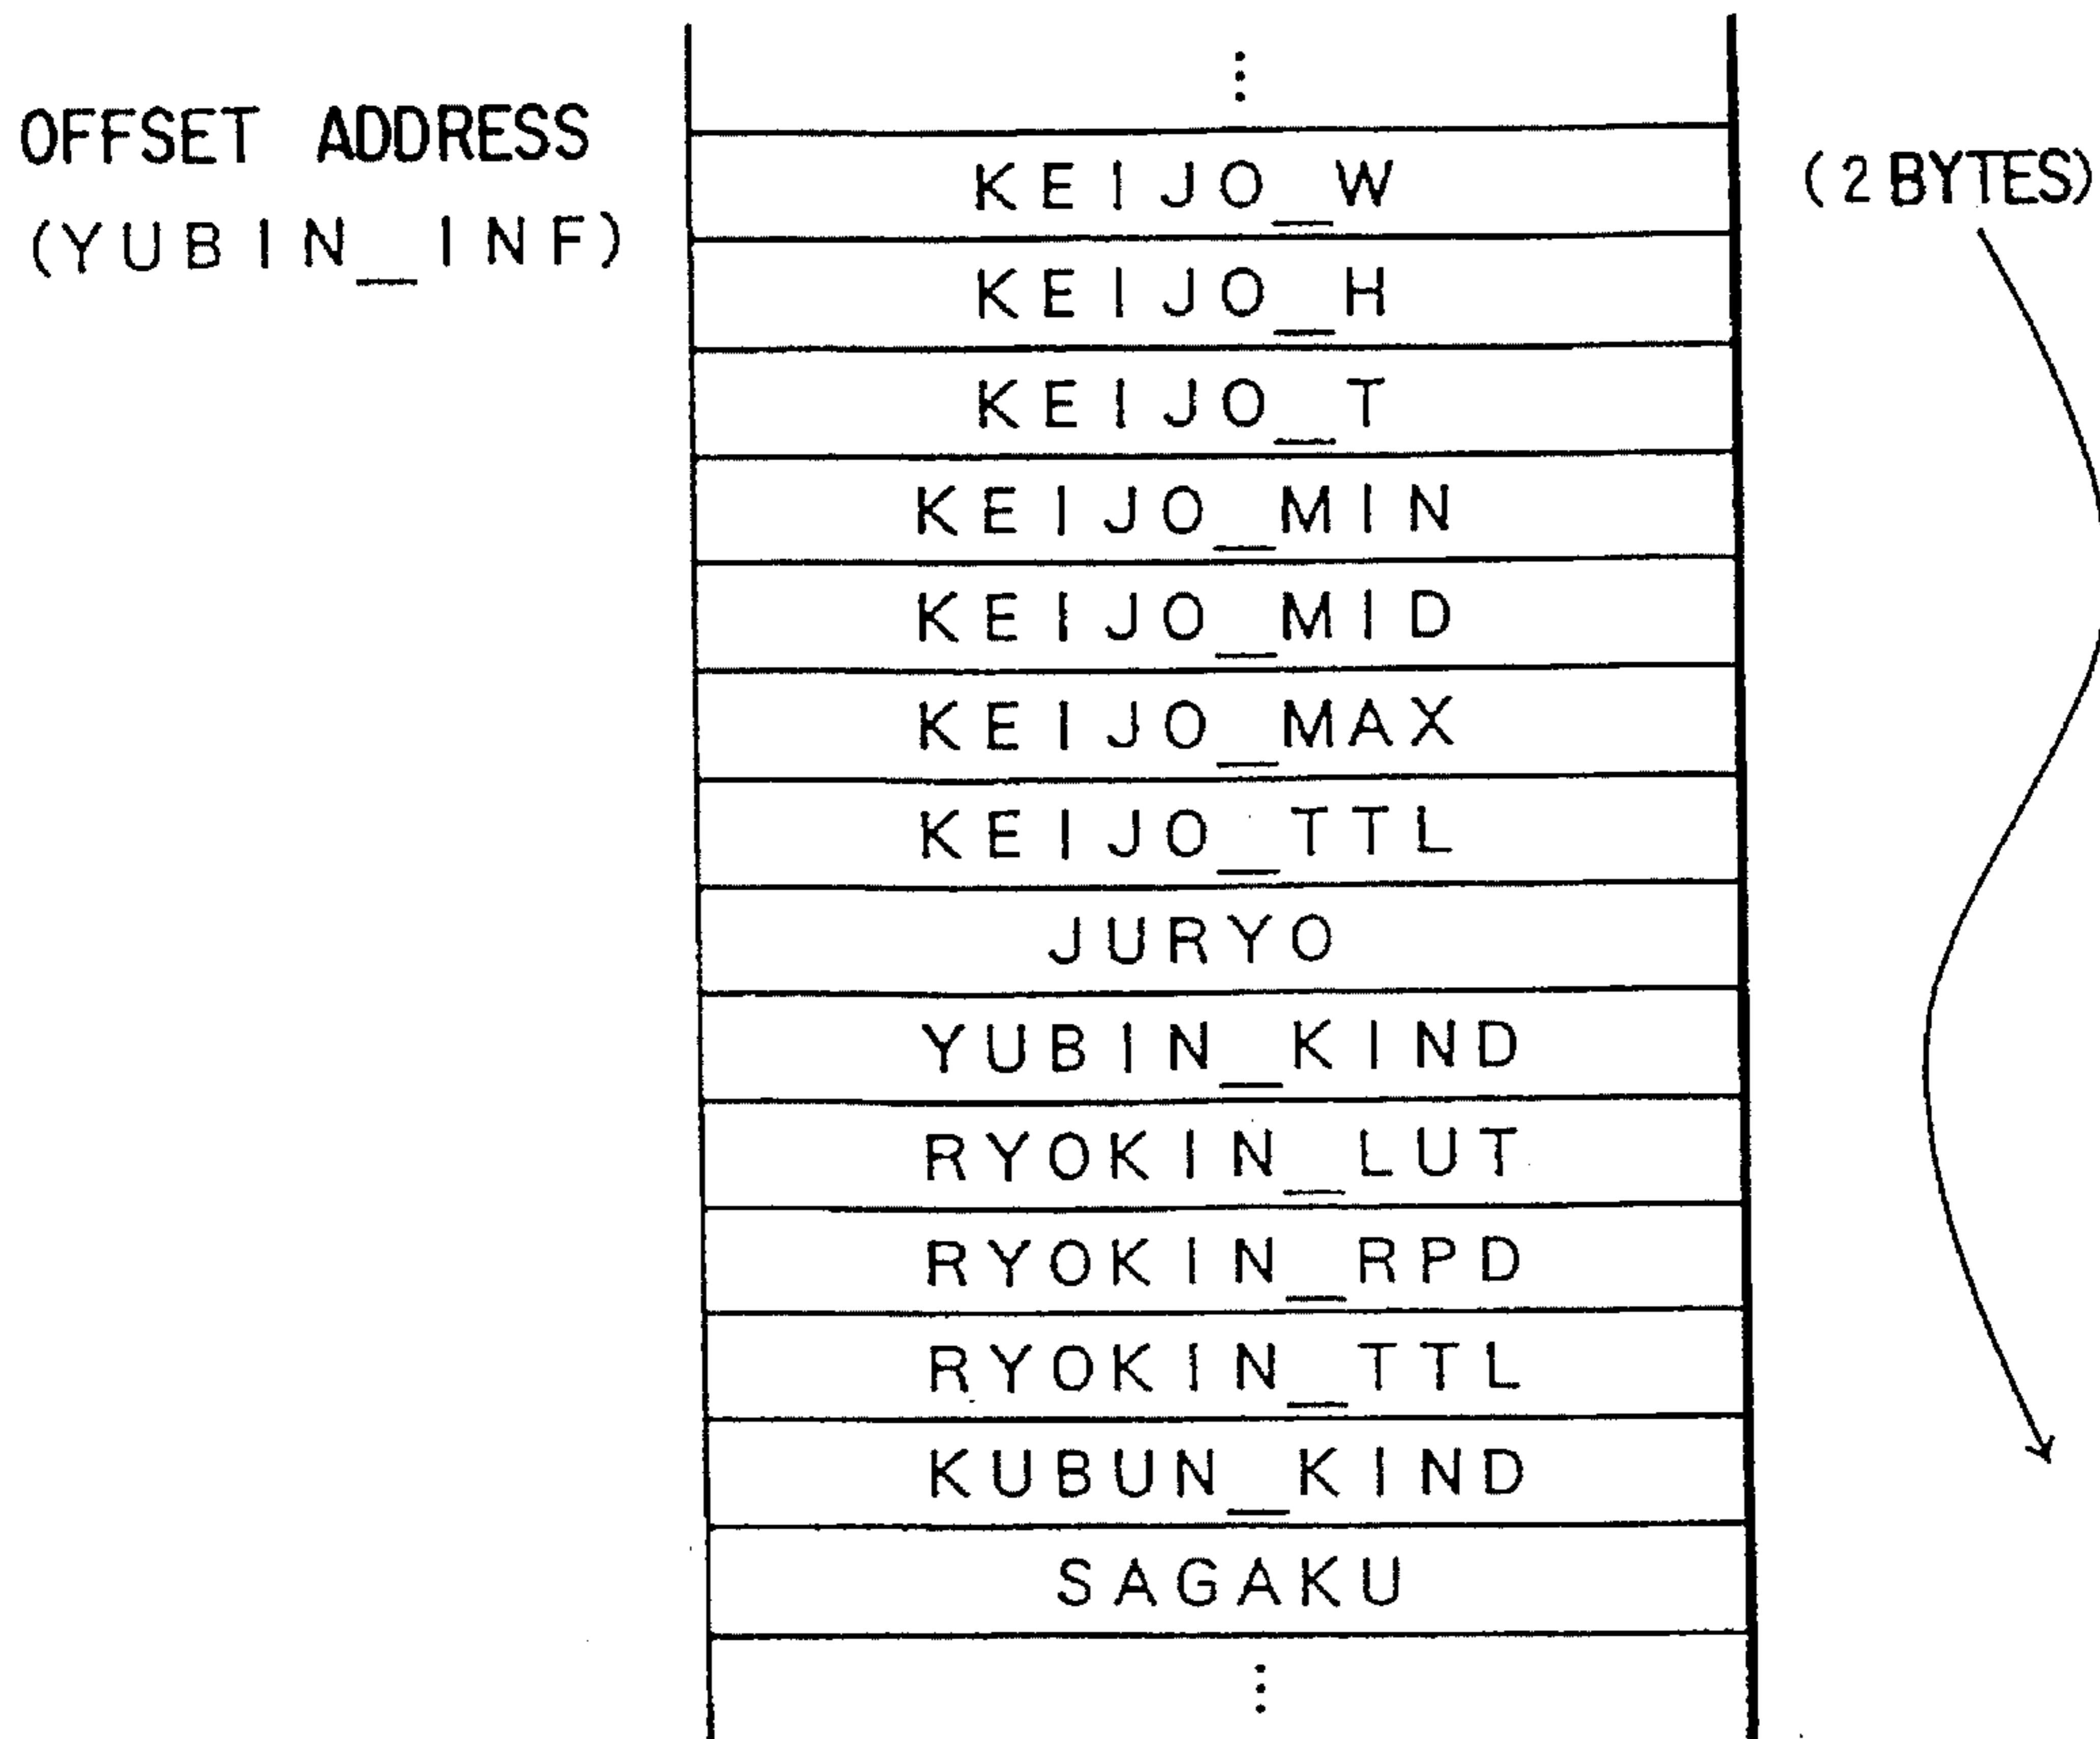 ⋮
OFFSET ADDRESS
(YUBIN_INF)
KEIJO_W
(2 BYTES)
KEIJO_H
KEIJO_T
KEIJO_MIN
KEIJO_MID
KEIJO_MAX
KEIJO_TTL
JURYO
YUBIN_KIND
RYOKIN_LUT
RYOKIN_RPD
RYOKIN_TTL
KUBUN_KIND
SAGAKU
⋮